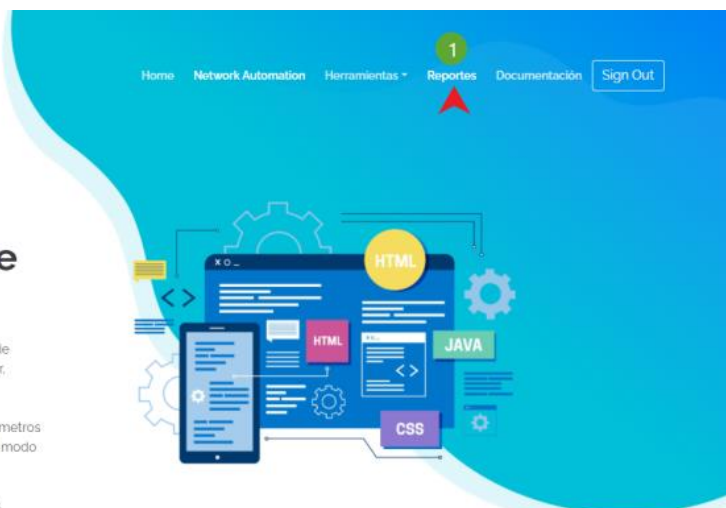 1
Home Network Automation Herramientas Reportes Documentación Sign Out
e
X O _
HTML
HTML
JAVA
CSS
metros
modo